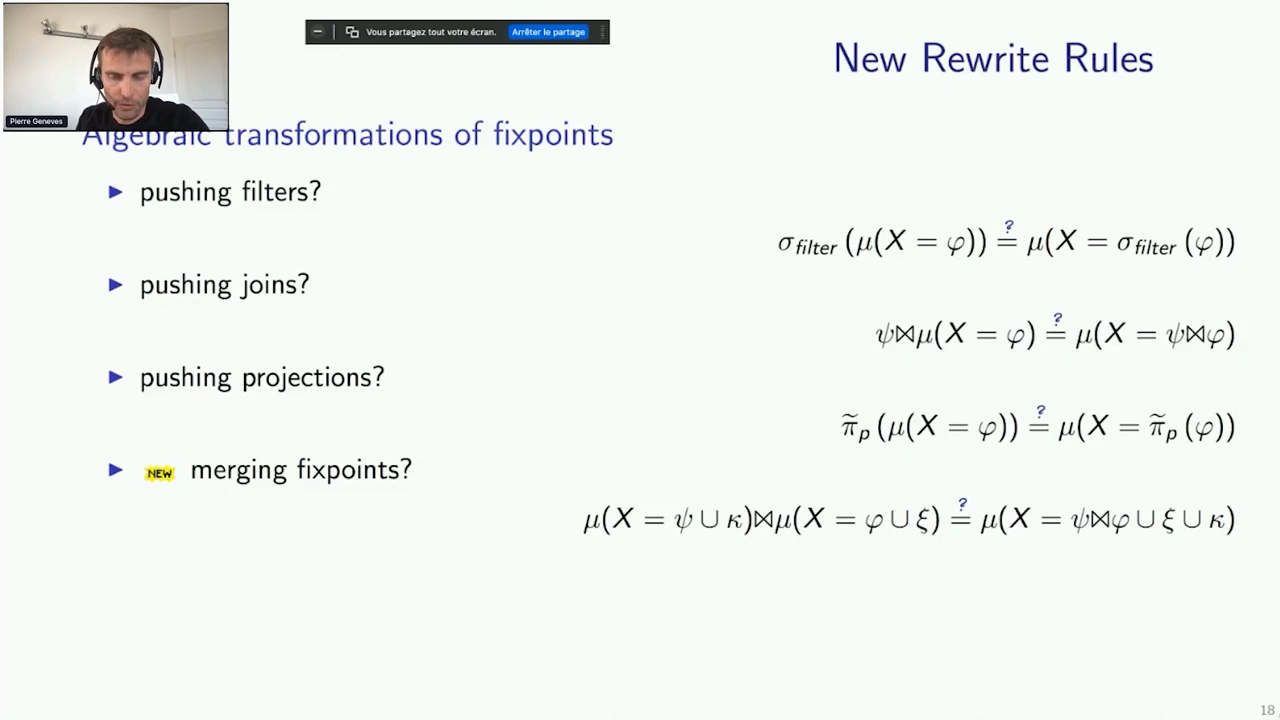 Vous partagez tout votre écran. Arrêter le partage
New Rewrite Rules
Pierre Geneves
Algebraic transformations of fixpoints
► pushing filters?
σ_filter (μ(X = φ)) ≟ μ(X = σ_filter (φ))
► pushing joins?
ψ⋈μ(X = φ) ≟ μ(X = ψ⋈φ)
► pushing projections?
π̃_p (μ(X = φ)) ≟ μ(X = π̃_p (φ))
► NEW merging fixpoints?
μ(X = ψ ∪ κ)⋈μ(X = φ ∪ ξ) ≟ μ(X = ψ⋈φ ∪ ξ ∪ κ)
18